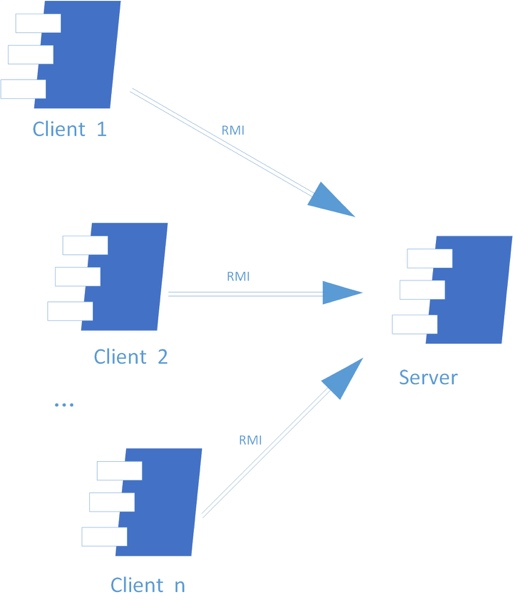 Client 1
RMI
RMI
Client 2
Server
...
RMI
Client n